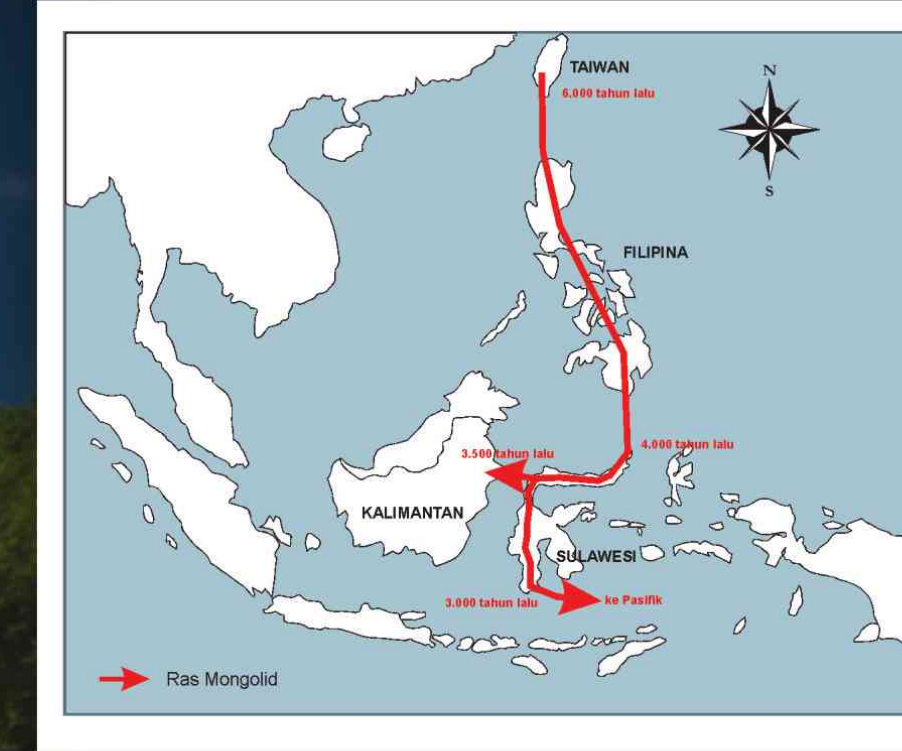 TAIWAN
N
6.000 tahun lalu
S
FILIPINA
4.000 tahun lalu
3.500 tahun lalu
KALIMANTAN
SULAWESI
3.000 tahun lalu
ke Pasifik
Ras Mongolid